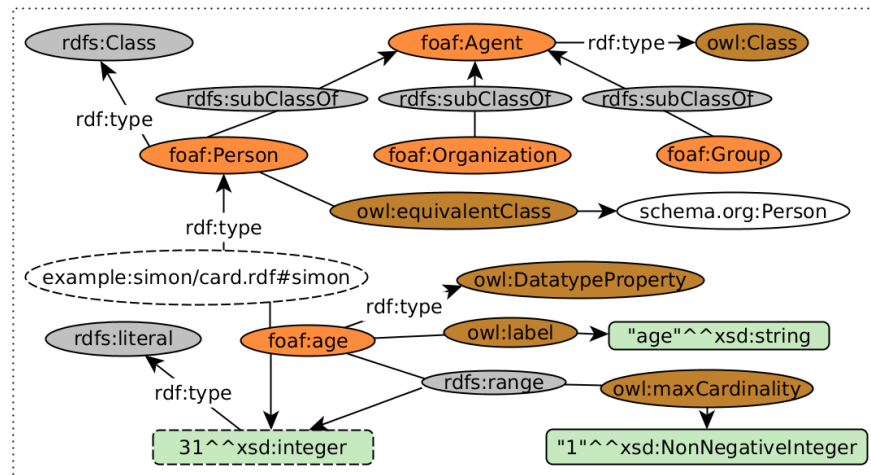 rdfs:Class
foaf:Agent
rdf:type
owl:Class
rdfs:subClassOf
rdfs:subClassOf
rdfs:subClassOf
rdf:type
foaf:Person
foaf:Organization
foaf:Group
owl:equivalentClass
schema.org:Person
rdf:type
example:simon/card.rdf#simon
owl:DatatypeProperty
rdf:type
rdfs:literal
foaf:age
owl:label
"age"^^xsd:string
rdfs:range
owl:maxCardinality
rdf:type
31^^xsd:integer
"1"^^xsd:NonNegativeInteger